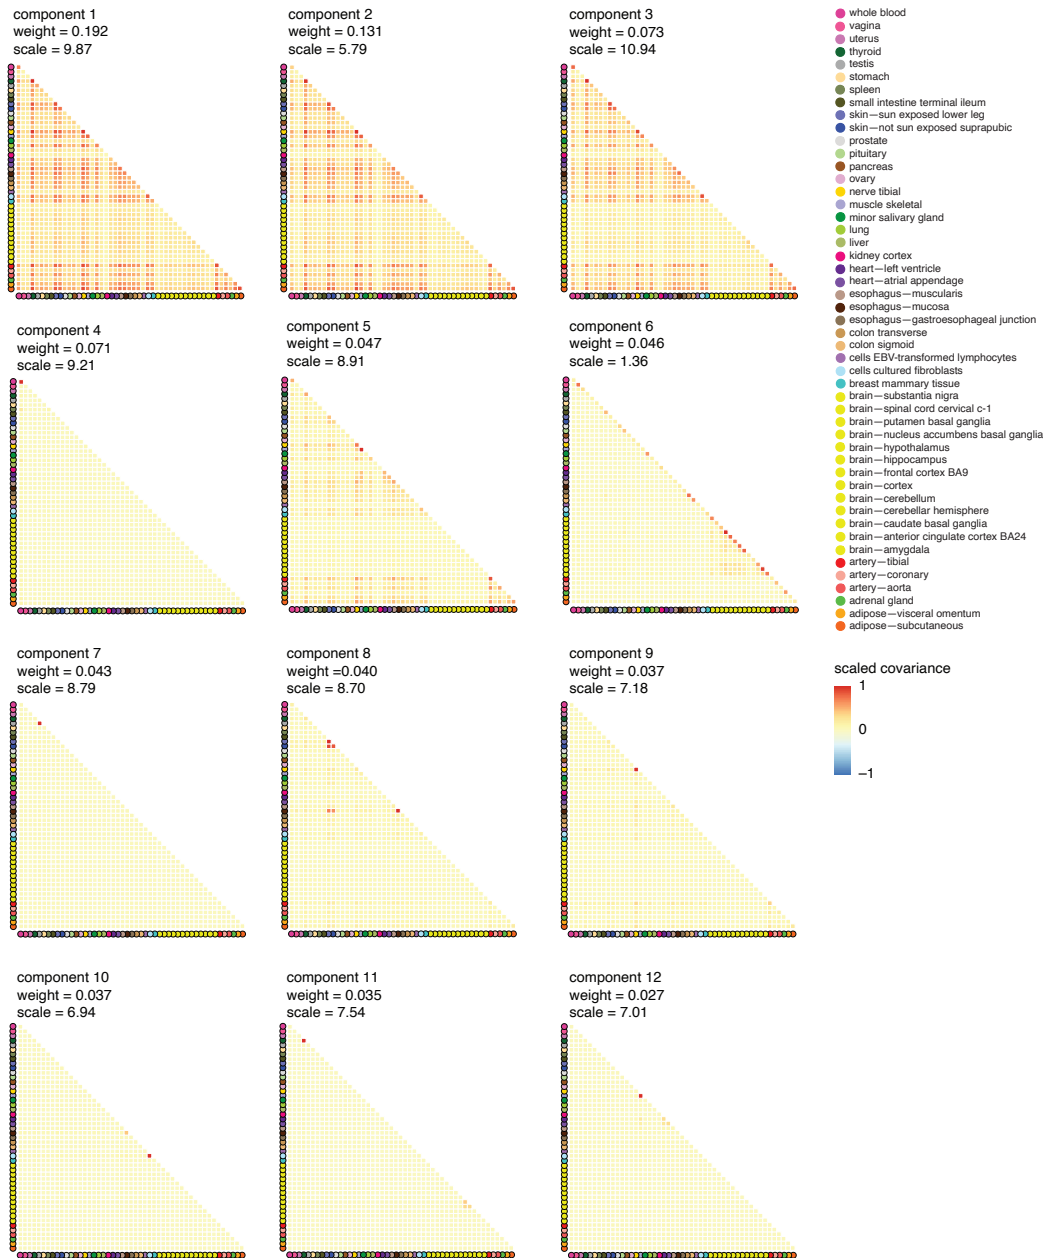 component 1
weight = 0.192
scale = 9.87
component 2
weight = 0.131
scale = 5.79
component 3
weight = 0.073
scale = 10.94
component 4
weight = 0.071
scale = 9.21
component 5
weight = 0.047
scale = 8.91
component 6
weight = 0.046
scale = 1.36
component 7
weight = 0.043
scale = 8.79
component 8
weight =0.040
scale = 8.70
component 9
weight = 0.037
scale = 7.18
component 10
weight = 0.037
scale = 6.94
component 11
weight = 0.035
scale = 7.54
component 12
weight = 0.027
scale = 7.01
whole blood
vagina
uterus
thyroid
testis
stomach
spleen
small intestine terminal ileum
skin—sun exposed lower leg
skin—not sun exposed suprapubic
prostate
pituitary
pancreas
ovary
nerve tibial
muscle skeletal
minor salivary gland
lung
liver
kidney cortex
heart—left ventricle
heart—atrial appendage
esophagus—muscularis
esophagus—mucosa
esophagus—gastroesophageal junction
colon transverse
colon sigmoid
cells EBV-transformed lymphocytes
cells cultured fibroblasts
breast mammary tissue
brain—substantia nigra
brain—spinal cord cervical c-1
brain—putamen basal ganglia
brain—nucleus accumbens basal ganglia
brain—hypothalamus
brain—hippocampus
brain—frontal cortex BA9
brain—cortex
brain—cerebellum
brain—cerebellar hemisphere
brain—caudate basal ganglia
brain—anterior cingulate cortex BA24
brain—amygdala
artery—tibial
artery—coronary
artery—aorta
adrenal gland
adipose—visceral omentum
adipose—subcutaneous
scaled covariance
1
0
−1